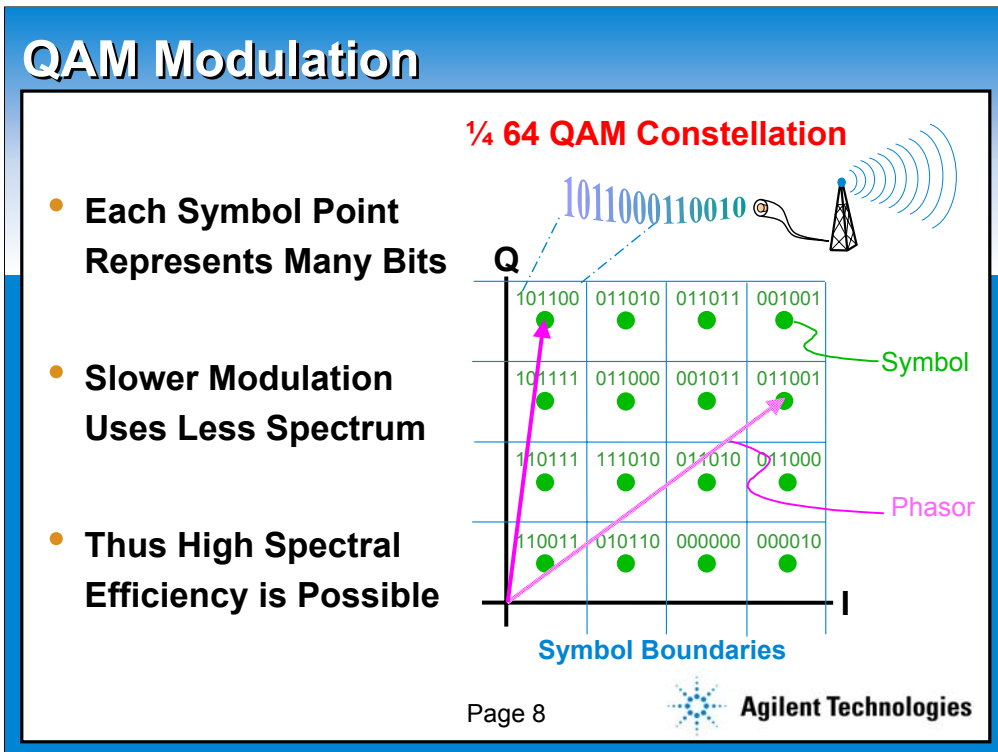 QAM Modulation
¼ 64 QAM Constellation
1011000110010
• Each Symbol Point
Represents Many Bits
• Slower Modulation
Uses Less Spectrum
• Thus High Spectral
Efficiency is Possible
Q
101100 011010 011011 001001
Symbol
101111 011000 001011 011001
110111 111010 011010 011000
Phasor
110011 010110 000000 000010
I
Symbol Boundaries
Page 8
Agilent Technologies